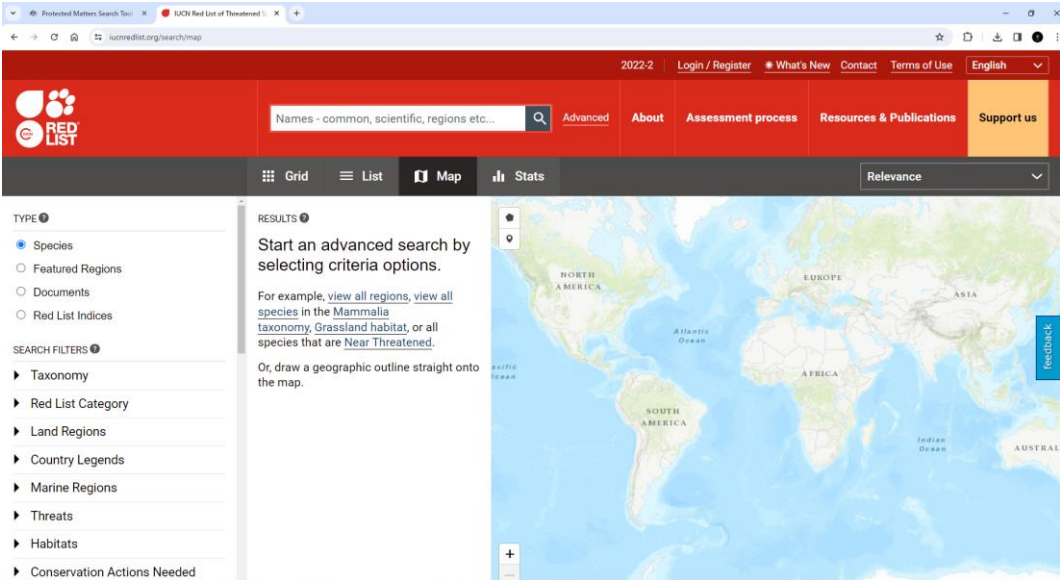 Protected Matters Search Tool
IUCN Red List of Threatened S
iucnredlist.org/search/map
2022-2
Login / Register
What's New
Contact
Terms of Use
English
IUCN
RED
LIST
Names - common, scientific, regions etc...
Advanced
About
Assessment process
Resources & Publications
Support us
Grid
List
Map
Stats
Relevance
TYPE
Species
Featured Regions
Documents
Red List Indices
SEARCH FILTERS
Taxonomy
Red List Category
Land Regions
Country Legends
Marine Regions
Threats
Habitats
Conservation Actions Needed
RESULTS
Start an advanced search by
selecting criteria options.
For example, view all regions, view all
species in the Mammalia
taxonomy, Grassland habitat, or all
species that are Near Threatened.
Or, draw a geographic outline straight onto
the map.
NORTH
AMERICA
EUROPE
ASIA
Atlantic
Ocean
acific
cean
AFRICA
SOUTH
AMERICA
Indian
Ocean
AUSTRAL
feedback